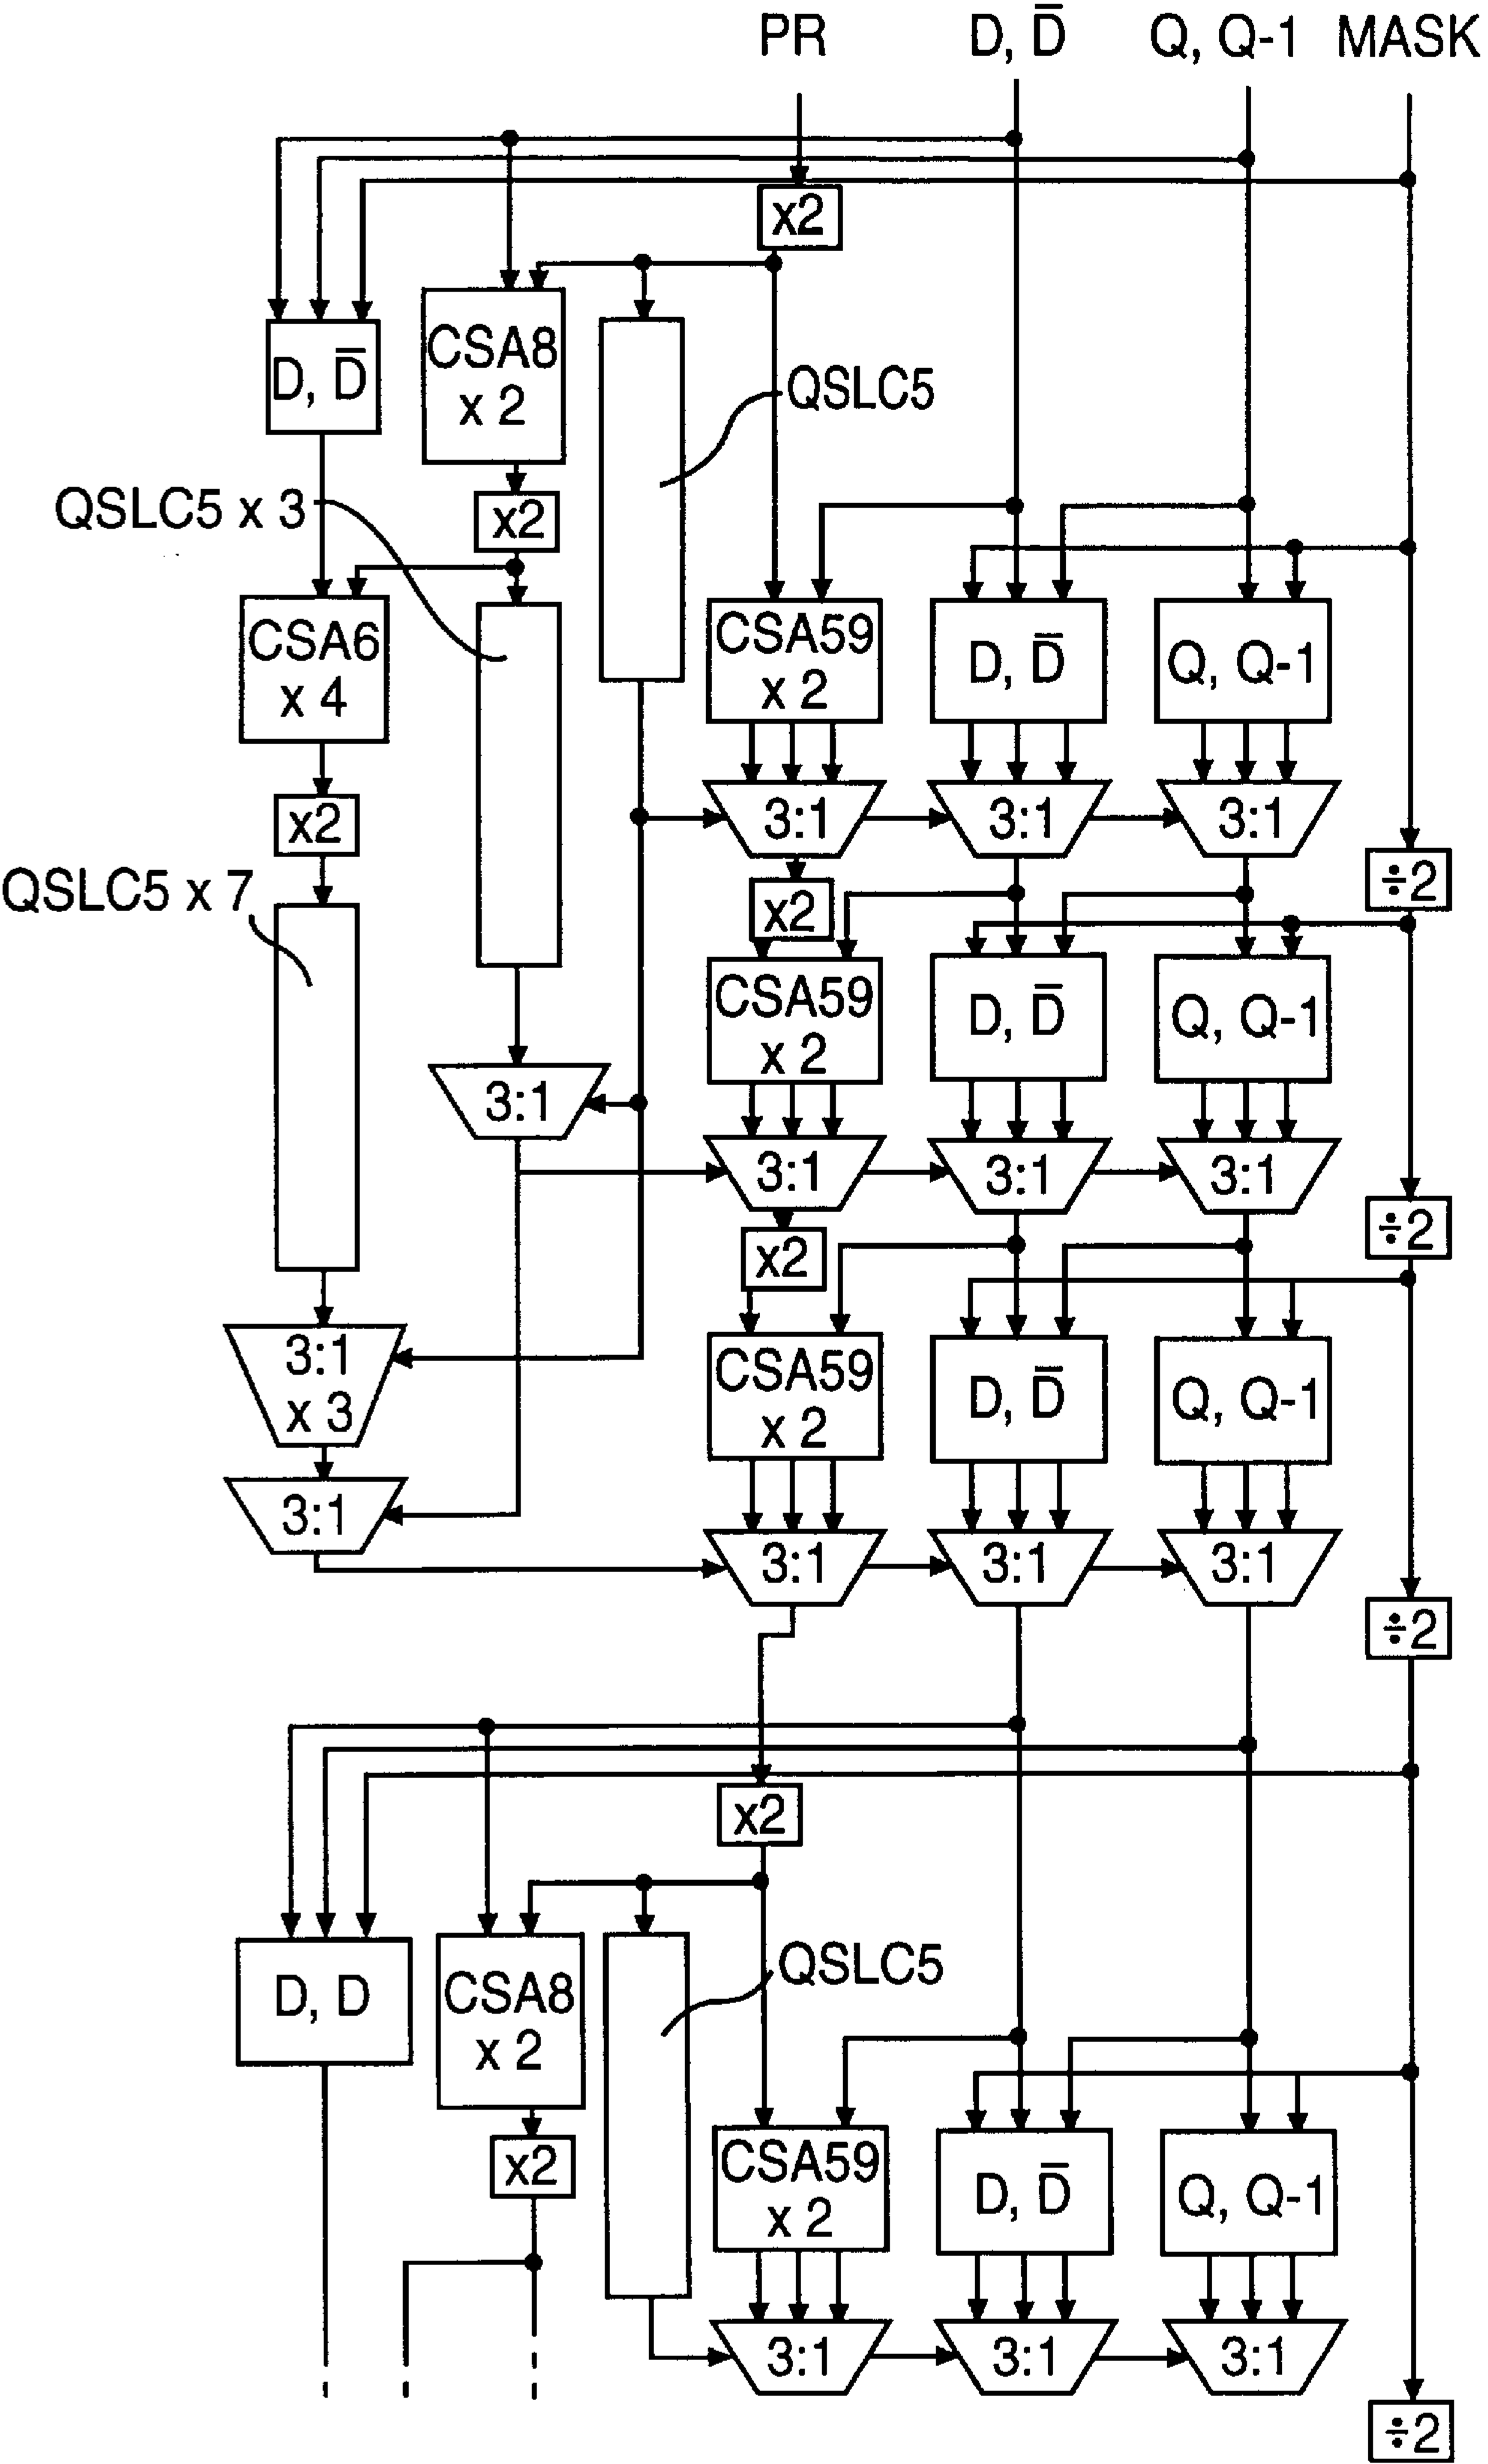 PR D, D̅ Q, Q-1 MASK
x2
D, D̅
CSA8
x 2
QSLC5
QSLC5 x 3
x2
CSA6
x 4
CSA59
x 2
D, D̅
Q, Q-1
x2
3:1
3:1
3:1
÷2
QSLC5 x 7
x2
CSA59
x 2
D, D̅
Q, Q-1
3:1
3:1
3:1
3:1
÷2
x2
3:1
x 3
CSA59
x 2
D, D̅
Q, Q-1
3:1
3:1
3:1
3:1
÷2
x2
D, D
CSA8
x 2
QSLC5
x2
CSA59
x 2
D, D̅
Q, Q-1
3:1
3:1
3:1
÷2